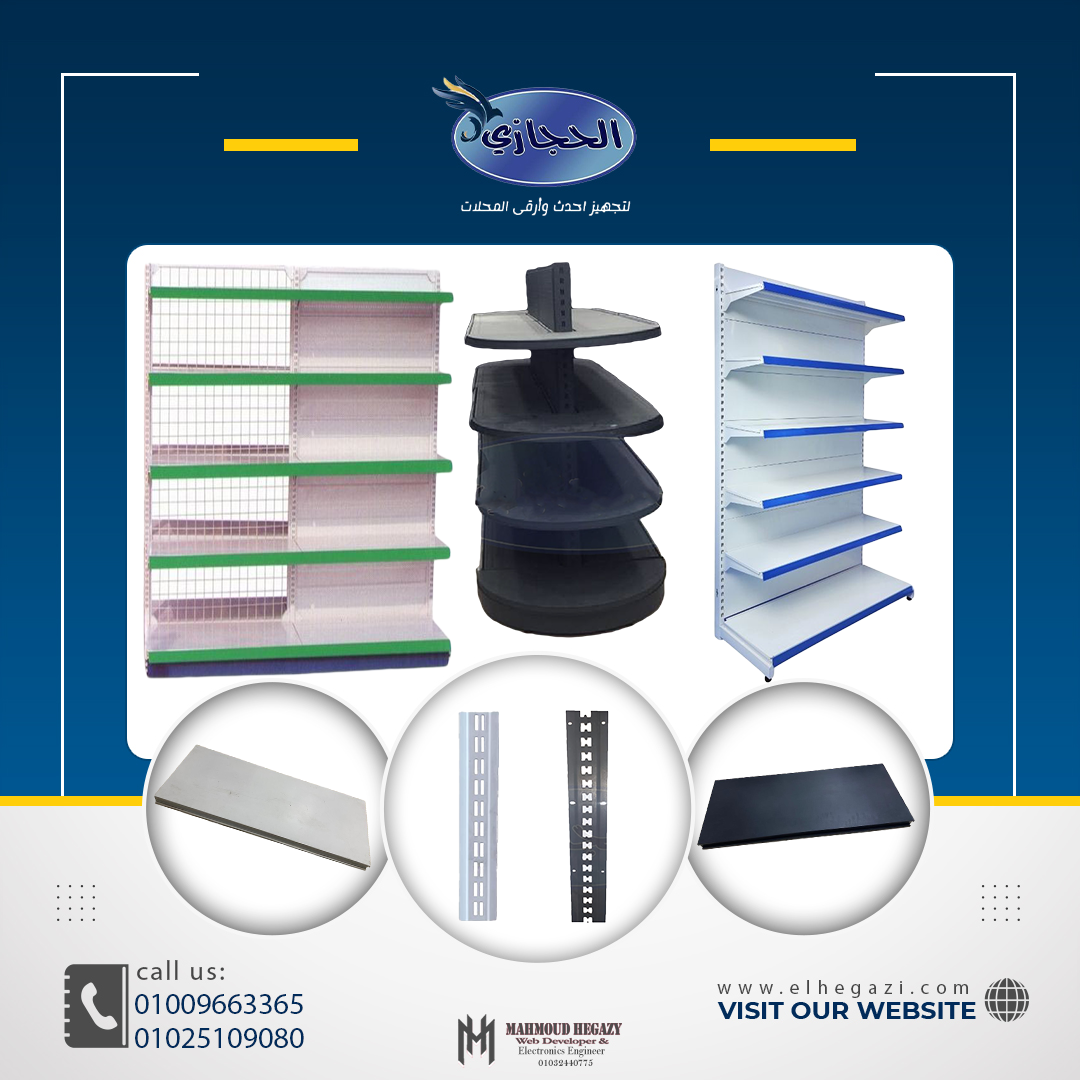 الحجازي
لتجهيز احدث وأرقى المحلات
call us:
01009663365
01025109080
MAHMOUD HEGAZY
Web Developer &
Electronics Engineer
01032440775
www.elhegazi.com
VISIT OUR WEBSITE